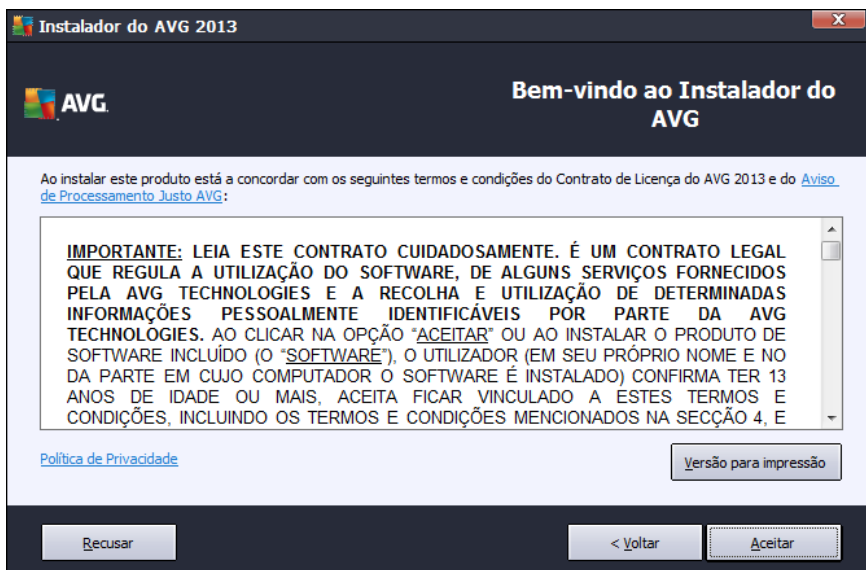 Instalador do AVG 2013
AVG.
Bem-vindo ao Instalador do
AVG
Ao instalar este produto está a concordar com os seguintes termos e condições do Contrato de Licença do AVG 2013 e do Aviso
de Processamento Justo AVG:
IMPORTANTE: LEIA ESTE CONTRATO CUIDADOSAMENTE. É UM CONTRATO LEGAL
QUE REGULA A UTILIZAÇÃO DO SOFTWARE, DE ALGUNS SERVIÇOS FORNECIDOS
PELA AVG TECHNOLOGIES E A RECOLHA E UTILIZAÇÃO DE DETERMINADAS
INFORMAÇÕES PESSOALMENTE IDENTIFICÁVEIS POR PARTE DA AVG
TECHNOLOGIES. AO CLICAR NA OPÇÃO “ACEITAR” OU AO INSTALAR O PRODUTO DE
SOFTWARE INCLUÍDO (O “SOFTWARE”), O UTILIZADOR (EM SEU PRÓPRIO NOME E NO
DA PARTE EM CUJO COMPUTADOR O SOFTWARE É INSTALADO) CONFIRMA TER 13
ANOS DE IDADE OU MAIS, ACEITA FICAR VINCULADO A ESTES TERMOS E
CONDIÇÕES, INCLUINDO OS TERMOS E CONDIÇÕES MENCIONADOS NA SECÇÃO 4, E
Política de Privacidade
Versão para impressão
Recusar
< Voltar
Aceitar